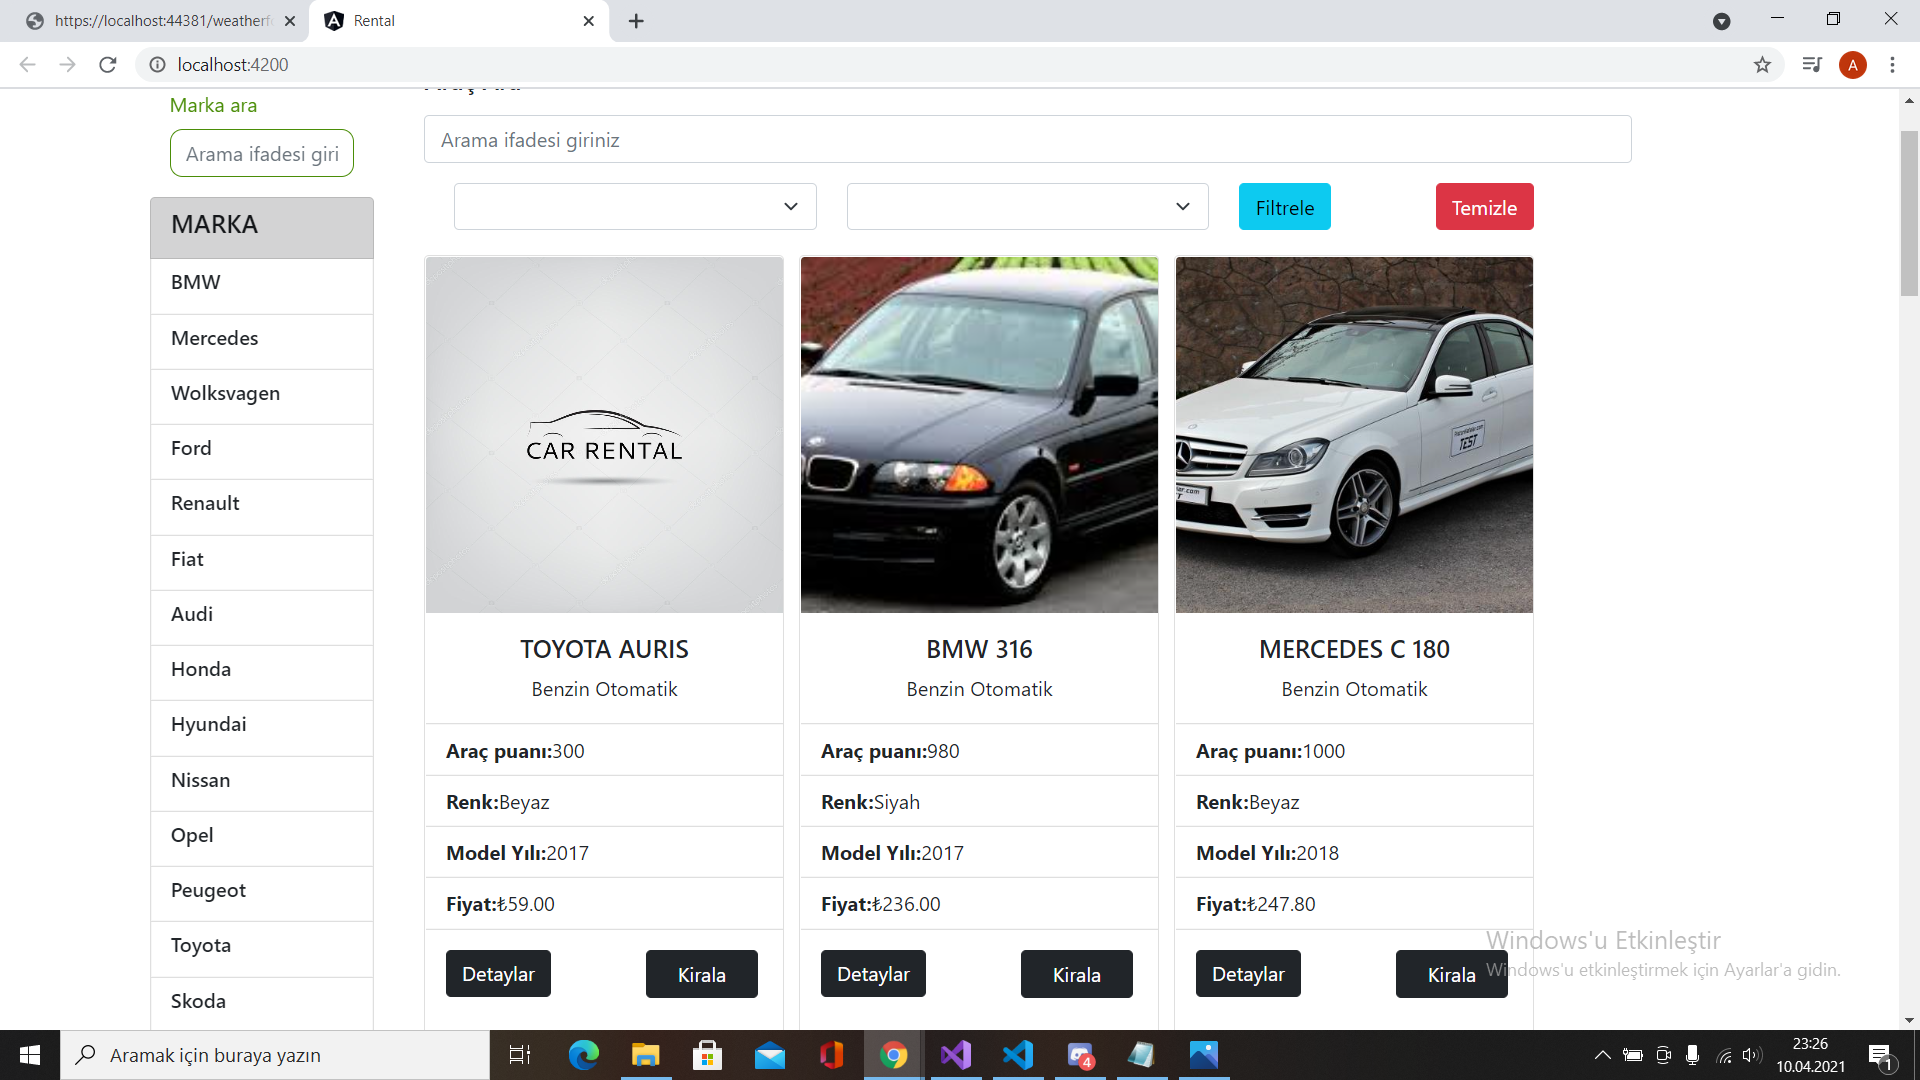 https://localhost:44381/weatherf
Rental
localhost:4200
Marka ara
Arama ifadesi giri
MARKA
BMW
Mercedes
Wolksvagen
Ford
Renault
Fiat
Audi
Honda
Hyundai
Nissan
Opel
Peugeot
Toyota
Skoda
Arama ifadesi giriniz
Filtrele
Temizle
CAR RENTAL
TOYOTA AURIS
Benzin Otomatik
Araç puanı:300
Renk:Beyaz
Model Yılı:2017
Fiyat:₺59.00
Detaylar
Kirala
BMW 316
Benzin Otomatik
Araç puanı:980
Renk:Siyah
Model Yılı:2017
Fiyat:₺236.00
Detaylar
Kirala
TEST
MERCEDES C 180
Benzin Otomatik
Araç puanı:1000
Renk:Beyaz
Model Yılı:2018
Fiyat:₺247.80
Detaylar
Kirala
Windows'u Etkinleştir
Windows'u etkinleştirmek için Ayarlar'a gidin.
Aramak için buraya yazın
4
23:26
10.04.2021
1
A